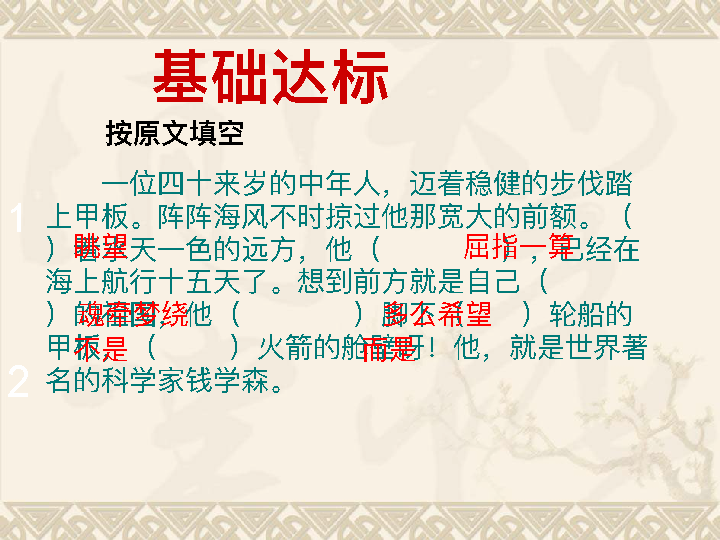 基础达标
按原文填空
一位四十来岁的中年人，迈着稳健的步伐踏
1
上甲板。阵阵海风不时掠过他那宽大的前额。（
眺望
）着水天一色的远方，他（ ），已经在
屈指一算
海上航行十五天了。想到前方就是自己（
）的祖国，他（ ）脚下（ ）轮船的
魂牵梦绕
多么希望
甲板，（ ）火箭的舱壁呀！他，就是世界著
不是
而是
2
名的科学家钱学森。